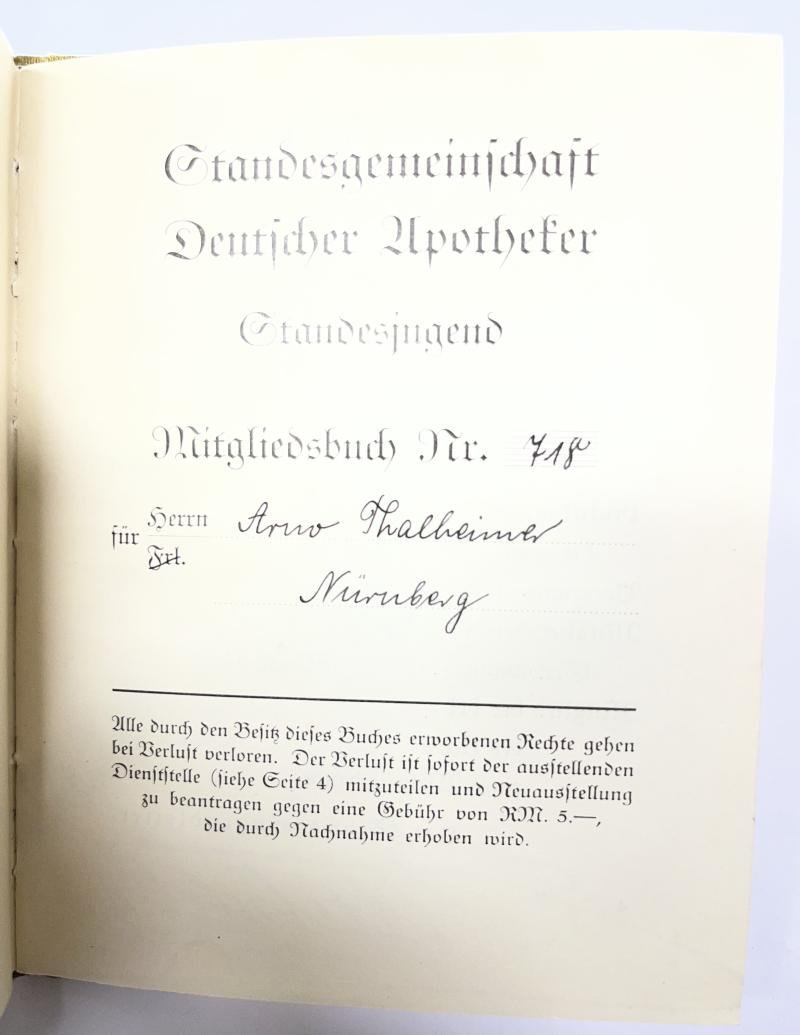 Standesgemeinschaft
Deutscher Apotheker
Standesjugend
Mitgliedsbuch Nr. 718
für Herrn Arno Thalheimer
Frl.
Nürnberg
Alle durch den Besitz dieses Buches erworbenen Rechte gehen
bei Verlust verloren. Der Verlust ist sofort der ausstellenden
Dienststelle (siehe Seite 4) mitzuteilen und Neuausstellung
zu beantragen gegen eine Gebühr von RM. 5.—,
die durch Nachnahme erhoben wird.